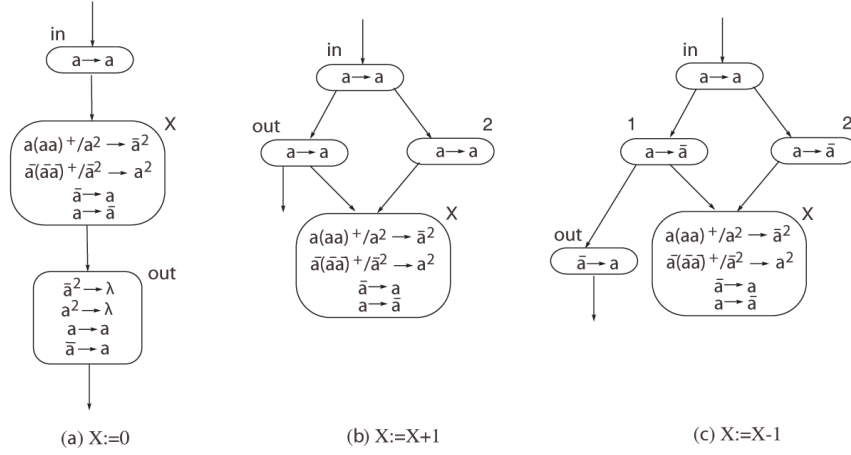 in
a→a
X
a(aa)⁺/a²→ā²
ā(āā)⁺/ā²→a²
ā→a
a→ā
out
ā²→λ
a²→λ
a→a
ā→a
(a) X:=0
in
a→a
out
a→a
2
a→a
X
a(aa)⁺/a²→ā²
ā(āā)⁺/ā²→a²
ā→a
a→ā
(b) X:=X+1
in
a→a
1
a→ā
2
a→ā
out
ā→a
X
a(aa)⁺/a²→ā²
ā(āā)⁺/ā²→a²
ā→a
a→ā
(c) X:=X-1